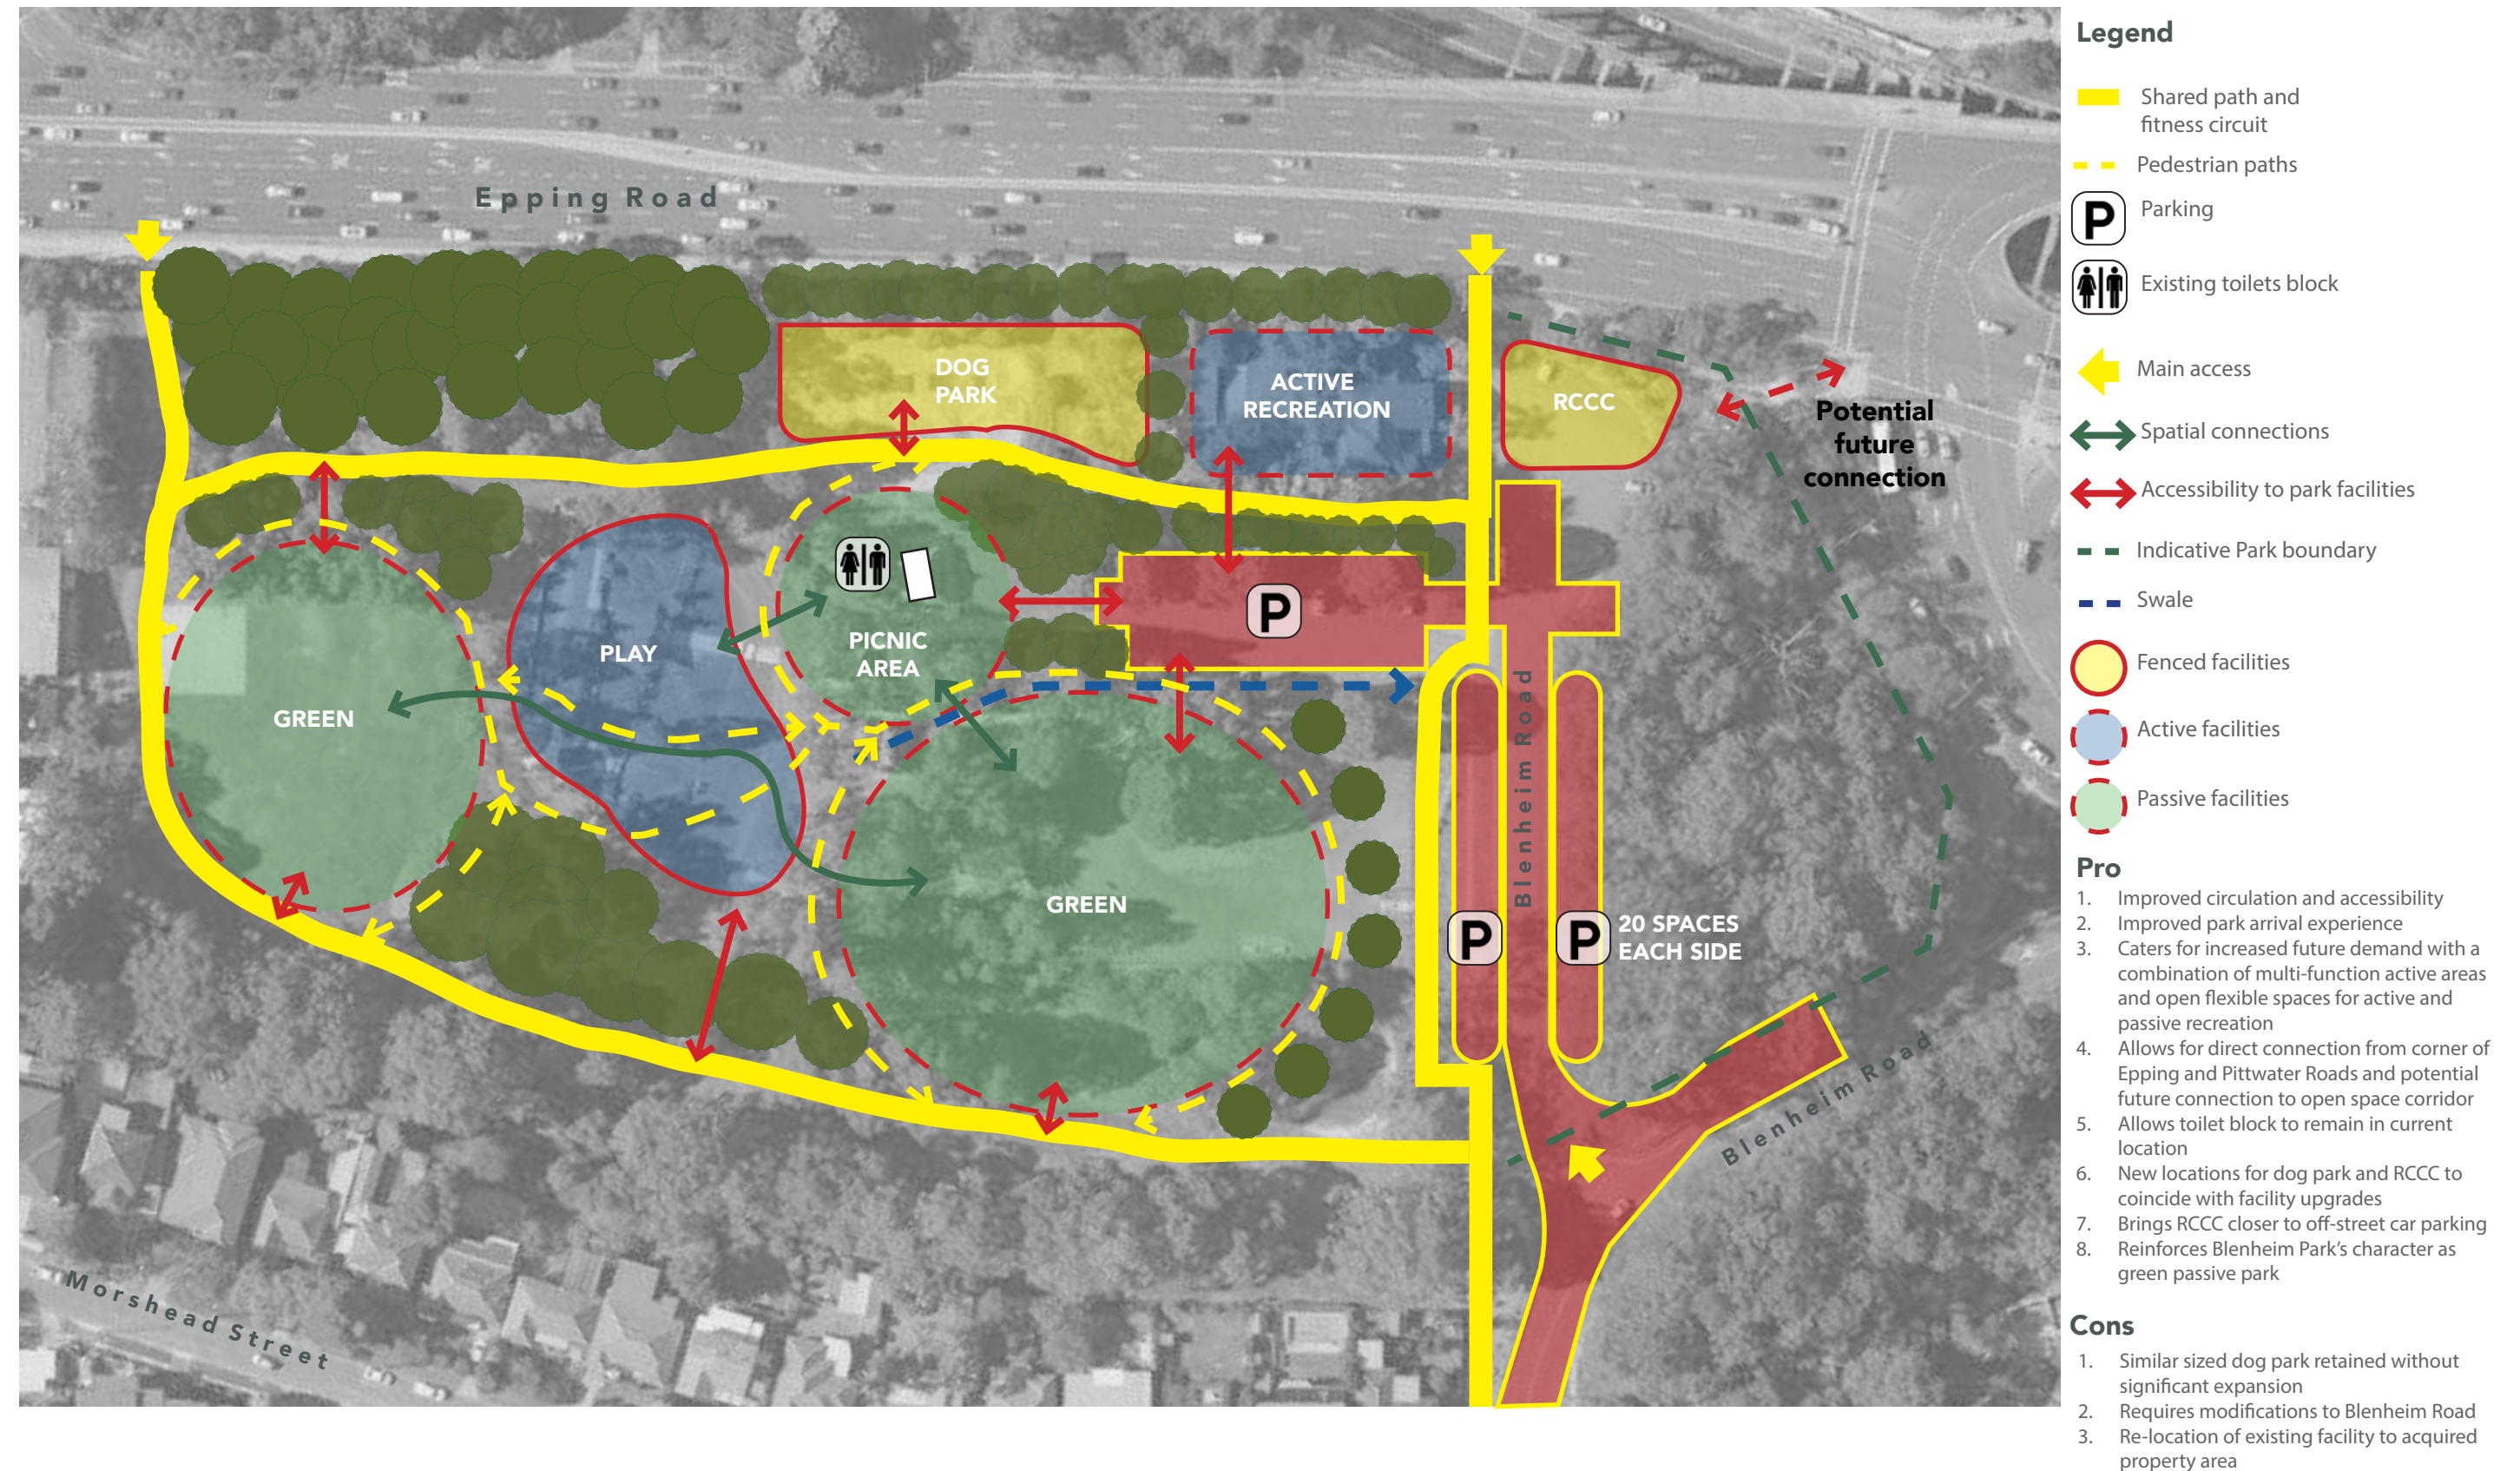 Epping Road
DOG
PARK
ACTIVE
RECREATION
RCCC
Potential
future
connection
PLAY
PICNIC
AREA
GREEN
P
GREEN
Blenheim Road
P
P
20 SPACES
EACH SIDE
Blenheim Road
Morshead Street
Legend
Shared path and
fitness circuit
Pedestrian paths
P
Parking
Existing toilets block
Main access
Spatial connections
Accessibility to park facilities
Indicative Park boundary
Swale
Fenced facilities
Active facilities
Passive facilities
Pro
1. Improved circulation and accessibility
2. Improved park arrival experience
3. Caters for increased future demand with a
combination of multi-function active areas
and open flexible spaces for active and
passive recreation
4. Allows for direct connection from corner of
Epping and Pittwater Roads and potential
future connection to open space corridor
5. Allows toilet block to remain in current
location
6. New locations for dog park and RCCC to
coincide with facility upgrades
7. Brings RCCC closer to off-street car parking
8. Reinforces Blenheim Park's character as
green passive park
Cons
1. Similar sized dog park retained without
significant expansion
2. Requires modifications to Blenheim Road
3. Re-location of existing facility to acquired
property area